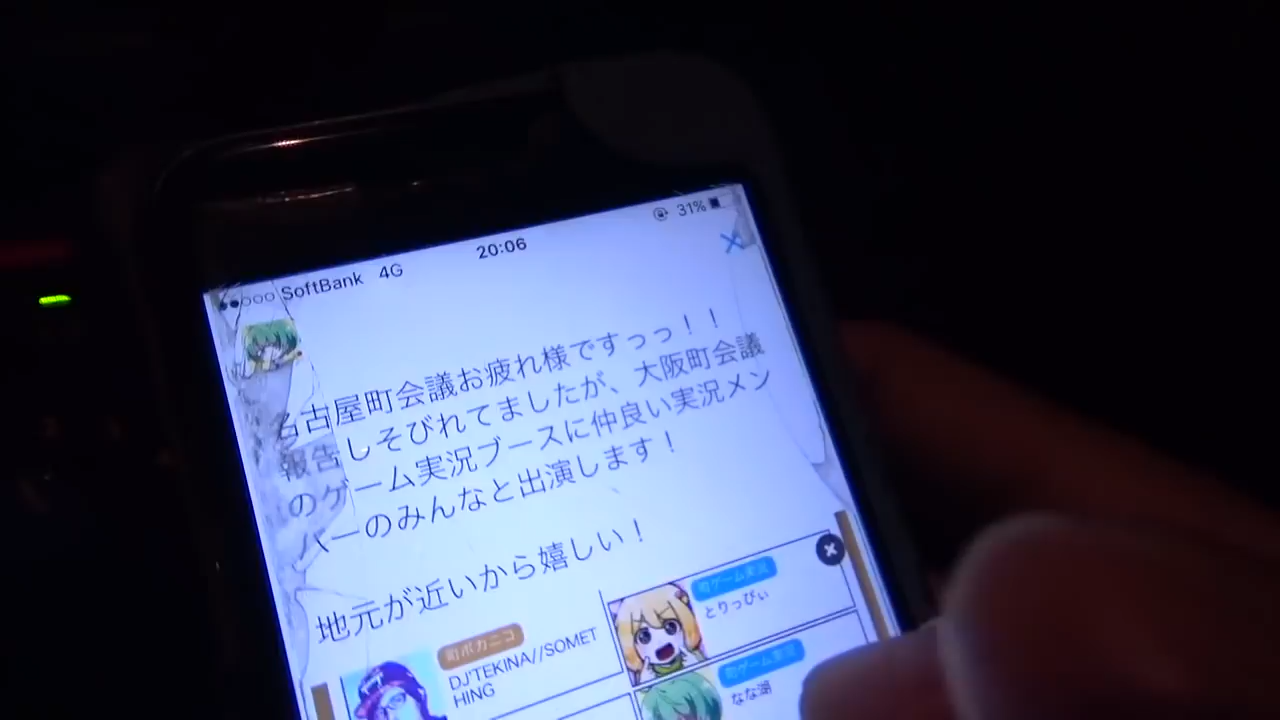 SoftBank 4G 20:06 31%
名古屋町会議お疲れ様ですっっ！！
報告しそびれてましたが、大阪町会議
のゲーム実況ブースに仲良い実況メン
バーのみんなと出演します！
地元が近いから嬉しい！
町ボカニコ
DJ'TEKINA//SOMET
HING
町ゲーム実況
とりっぴぃ
町ゲーム実況
なな湖